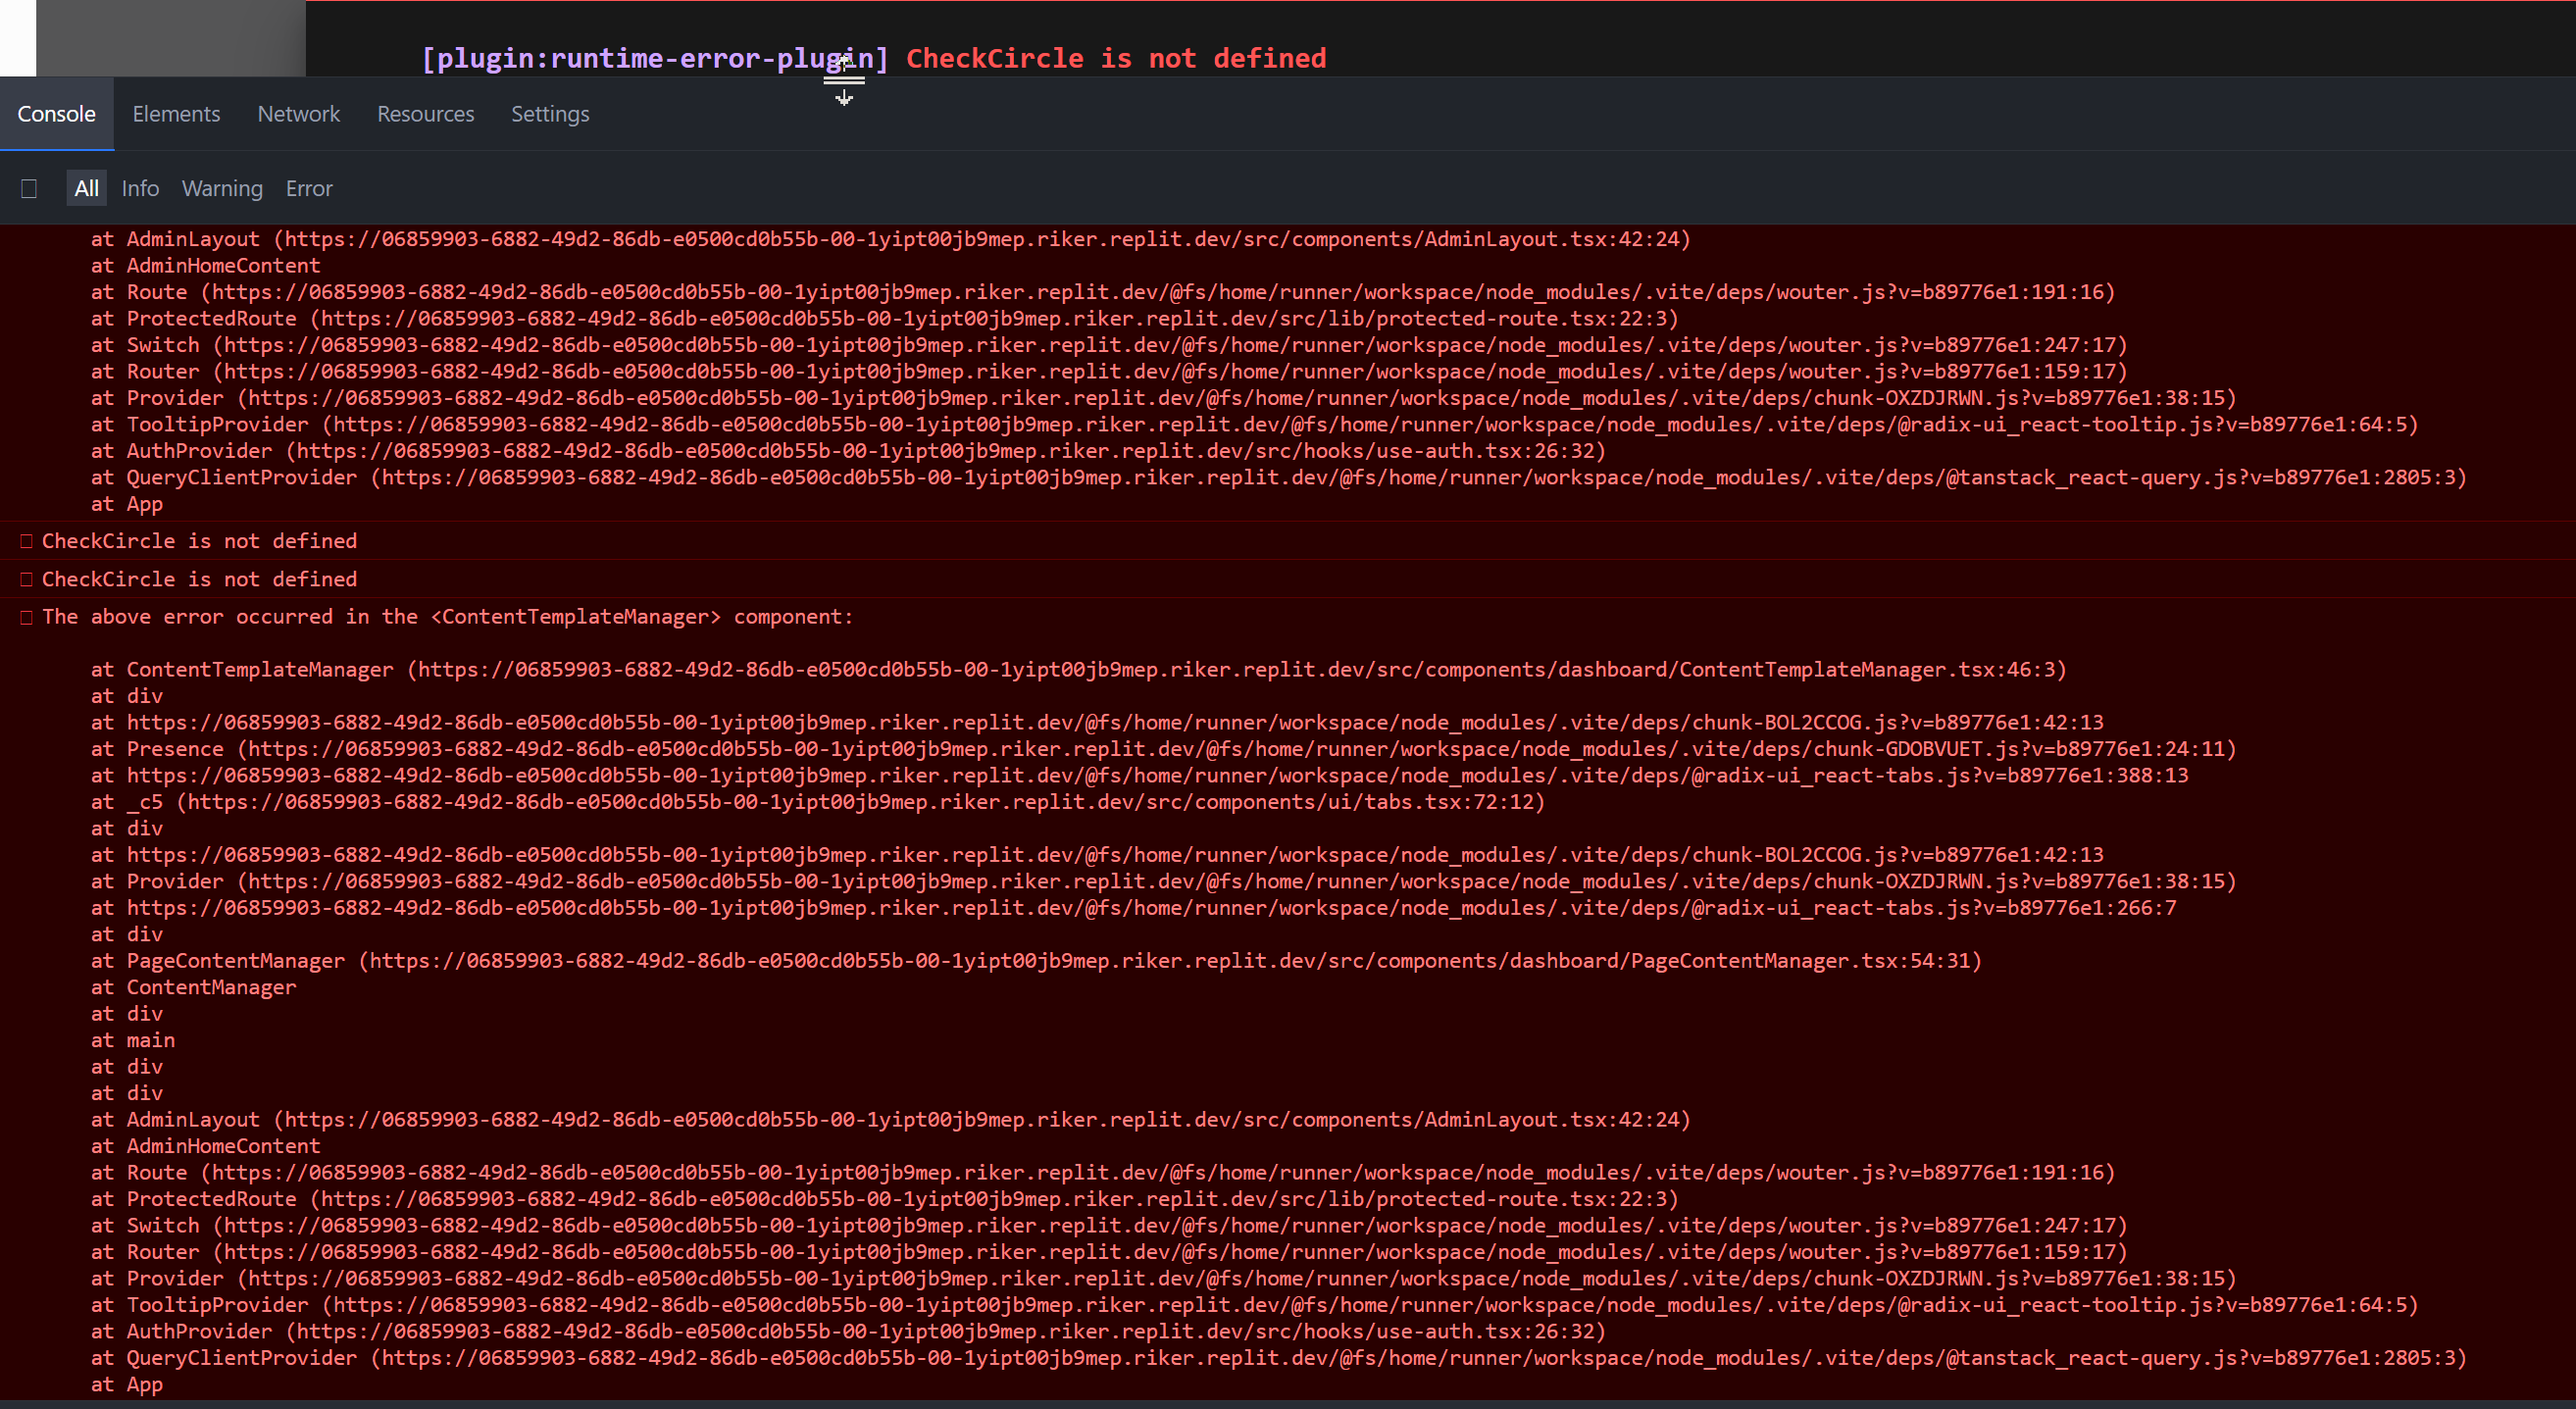 [plugin:runtime-error-plugin] CheckCircle is not defined
Console Elements Network Resources Settings
All Info Warning Error
at AdminLayout (https://06859903-6882-49d2-86db-e0500cd0b55b-00-1yipt00jb9mep.riker.replit.dev/src/components/AdminLayout.tsx:42:24)
at AdminHomeContent
at Route (https://06859903-6882-49d2-86db-e0500cd0b55b-00-1yipt00jb9mep.riker.replit.dev/@fs/home/runner/workspace/node_modules/.vite/deps/wouter.js?v=b89776e1:191:16)
at ProtectedRoute (https://06859903-6882-49d2-86db-e0500cd0b55b-00-1yipt00jb9mep.riker.replit.dev/src/lib/protected-route.tsx:22:3)
at Switch (https://06859903-6882-49d2-86db-e0500cd0b55b-00-1yipt00jb9mep.riker.replit.dev/@fs/home/runner/workspace/node_modules/.vite/deps/wouter.js?v=b89776e1:247:17)
at Router (https://06859903-6882-49d2-86db-e0500cd0b55b-00-1yipt00jb9mep.riker.replit.dev/@fs/home/runner/workspace/node_modules/.vite/deps/wouter.js?v=b89776e1:159:17)
at Provider (https://06859903-6882-49d2-86db-e0500cd0b55b-00-1yipt00jb9mep.riker.replit.dev/@fs/home/runner/workspace/node_modules/.vite/deps/chunk-OXZDJRWN.js?v=b89776e1:38:15)
at TooltipProvider (https://06859903-6882-49d2-86db-e0500cd0b55b-00-1yipt00jb9mep.riker.replit.dev/@fs/home/runner/workspace/node_modules/.vite/deps/@radix-ui_react-tooltip.js?v=b89776e1:64:5)
at AuthProvider (https://06859903-6882-49d2-86db-e0500cd0b55b-00-1yipt00jb9mep.riker.replit.dev/src/hooks/use-auth.tsx:26:32)
at QueryClientProvider (https://06859903-6882-49d2-86db-e0500cd0b55b-00-1yipt00jb9mep.riker.replit.dev/@fs/home/runner/workspace/node_modules/.vite/deps/@tanstack_react-query.js?v=b89776e1:2805:3)
at App
CheckCircle is not defined
CheckCircle is not defined
The above error occurred in the <ContentTemplateManager> component:
at ContentTemplateManager (https://06859903-6882-49d2-86db-e0500cd0b55b-00-1yipt00jb9mep.riker.replit.dev/src/components/dashboard/ContentTemplateManager.tsx:46:3)
at div
at https://06859903-6882-49d2-86db-e0500cd0b55b-00-1yipt00jb9mep.riker.replit.dev/@fs/home/runner/workspace/node_modules/.vite/deps/chunk-BOL2CCOG.js?v=b89776e1:42:13
at Presence (https://06859903-6882-49d2-86db-e0500cd0b55b-00-1yipt00jb9mep.riker.replit.dev/@fs/home/runner/workspace/node_modules/.vite/deps/chunk-GDOBVUET.js?v=b89776e1:24:11)
at https://06859903-6882-49d2-86db-e0500cd0b55b-00-1yipt00jb9mep.riker.replit.dev/@fs/home/runner/workspace/node_modules/.vite/deps/@radix-ui_react-tabs.js?v=b89776e1:388:13
at _c5 (https://06859903-6882-49d2-86db-e0500cd0b55b-00-1yipt00jb9mep.riker.replit.dev/src/components/ui/tabs.tsx:72:12)
at div
at https://06859903-6882-49d2-86db-e0500cd0b55b-00-1yipt00jb9mep.riker.replit.dev/@fs/home/runner/workspace/node_modules/.vite/deps/chunk-BOL2CCOG.js?v=b89776e1:42:13
at Provider (https://06859903-6882-49d2-86db-e0500cd0b55b-00-1yipt00jb9mep.riker.replit.dev/@fs/home/runner/workspace/node_modules/.vite/deps/chunk-OXZDJRWN.js?v=b89776e1:38:15)
at https://06859903-6882-49d2-86db-e0500cd0b55b-00-1yipt00jb9mep.riker.replit.dev/@fs/home/runner/workspace/node_modules/.vite/deps/@radix-ui_react-tabs.js?v=b89776e1:266:7
at div
at PageContentManager (https://06859903-6882-49d2-86db-e0500cd0b55b-00-1yipt00jb9mep.riker.replit.dev/src/components/dashboard/PageContentManager.tsx:54:31)
at ContentManager
at div
at main
at div
at div
at AdminLayout (https://06859903-6882-49d2-86db-e0500cd0b55b-00-1yipt00jb9mep.riker.replit.dev/src/components/AdminLayout.tsx:42:24)
at AdminHomeContent
at Route (https://06859903-6882-49d2-86db-e0500cd0b55b-00-1yipt00jb9mep.riker.replit.dev/@fs/home/runner/workspace/node_modules/.vite/deps/wouter.js?v=b89776e1:191:16)
at ProtectedRoute (https://06859903-6882-49d2-86db-e0500cd0b55b-00-1yipt00jb9mep.riker.replit.dev/src/lib/protected-route.tsx:22:3)
at Switch (https://06859903-6882-49d2-86db-e0500cd0b55b-00-1yipt00jb9mep.riker.replit.dev/@fs/home/runner/workspace/node_modules/.vite/deps/wouter.js?v=b89776e1:247:17)
at Router (https://06859903-6882-49d2-86db-e0500cd0b55b-00-1yipt00jb9mep.riker.replit.dev/@fs/home/runner/workspace/node_modules/.vite/deps/wouter.js?v=b89776e1:159:17)
at Provider (https://06859903-6882-49d2-86db-e0500cd0b55b-00-1yipt00jb9mep.riker.replit.dev/@fs/home/runner/workspace/node_modules/.vite/deps/chunk-OXZDJRWN.js?v=b89776e1:38:15)
at TooltipProvider (https://06859903-6882-49d2-86db-e0500cd0b55b-00-1yipt00jb9mep.riker.replit.dev/@fs/home/runner/workspace/node_modules/.vite/deps/@radix-ui_react-tooltip.js?v=b89776e1:64:5)
at AuthProvider (https://06859903-6882-49d2-86db-e0500cd0b55b-00-1yipt00jb9mep.riker.replit.dev/src/hooks/use-auth.tsx:26:32)
at QueryClientProvider (https://06859903-6882-49d2-86db-e0500cd0b55b-00-1yipt00jb9mep.riker.replit.dev/@fs/home/runner/workspace/node_modules/.vite/deps/@tanstack_react-query.js?v=b89776e1:2805:3)
at App